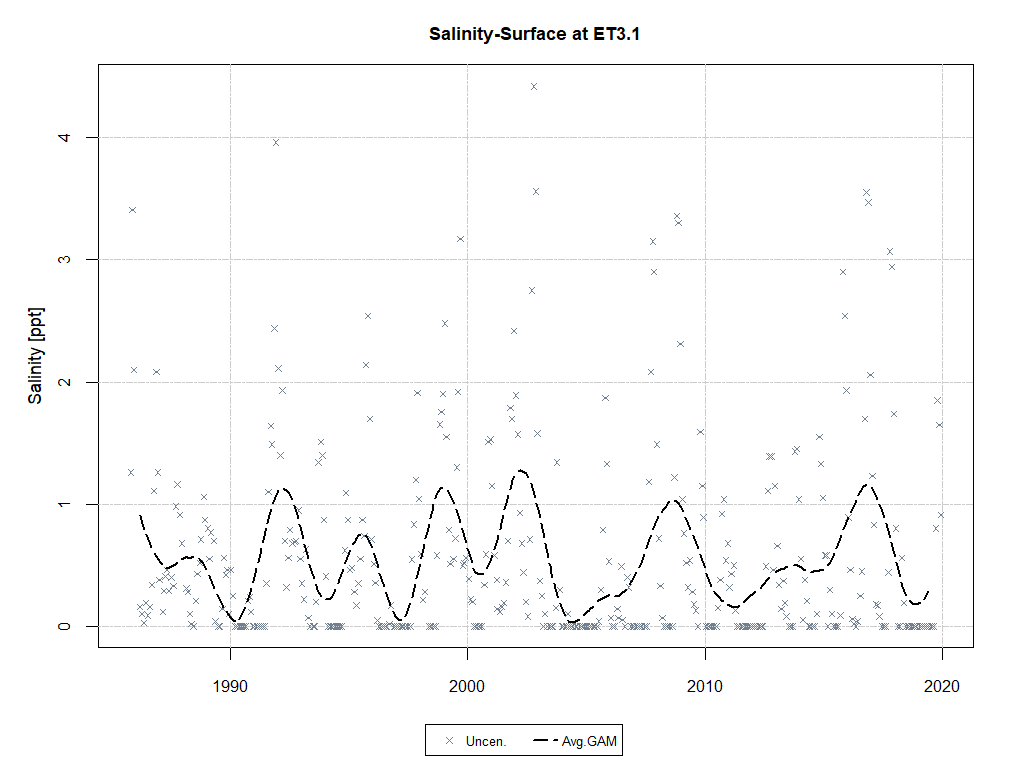 Salinity-Surface at ET3.1
Salinity [ppt]
4
3
2
1
0
1990 2000 2010 2020
Uncen. Avg.GAM